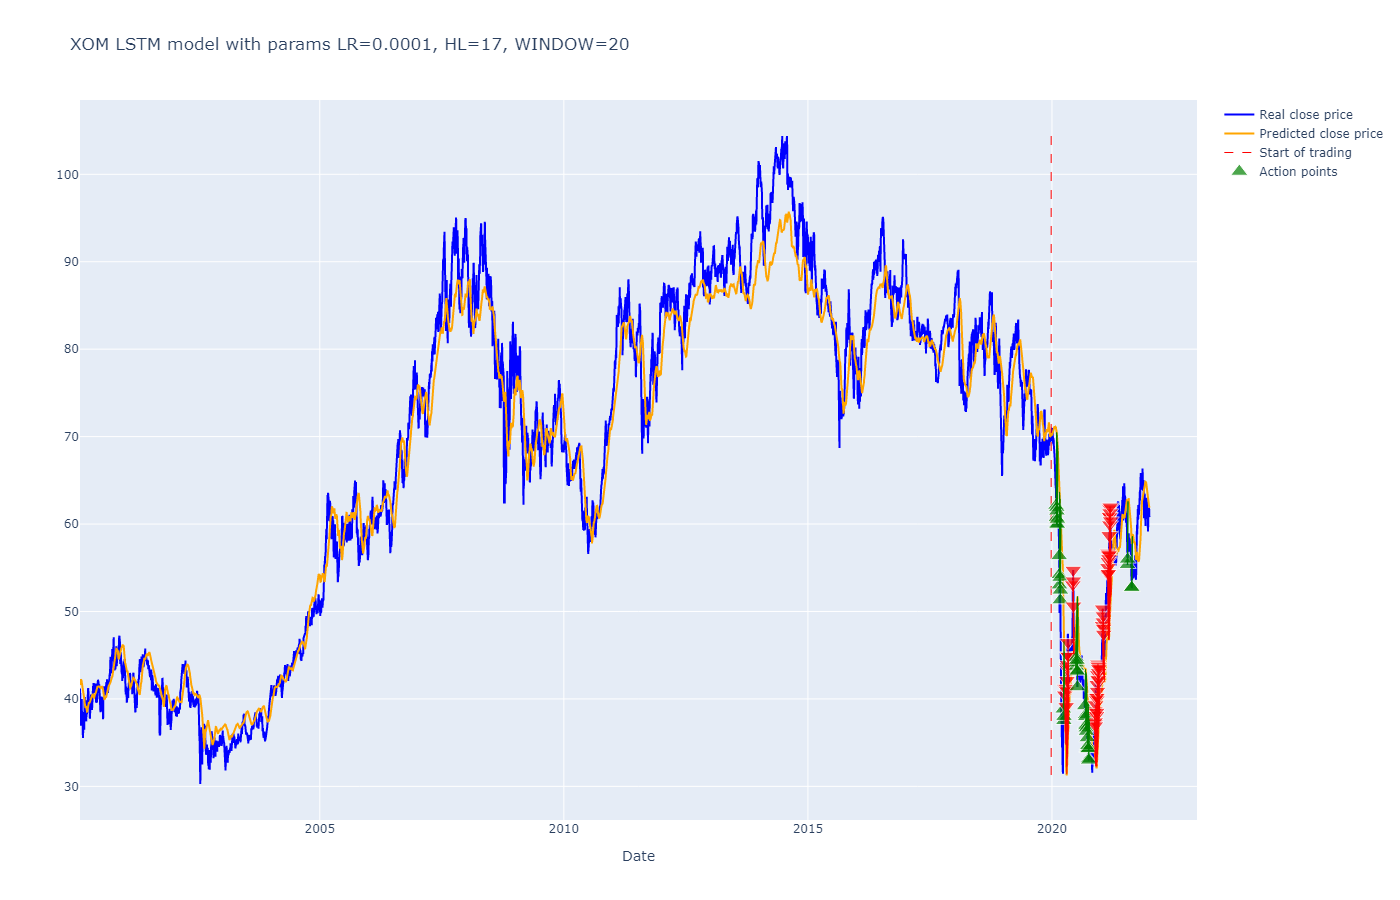 XOM LSTM model with params LR=0.0001, HL=17, WINDOW=20
Real close price
Predicted close price
Start of trading
Action points
100
90
80
70
60
50
40
30
2005
2010
2015
2020
Date